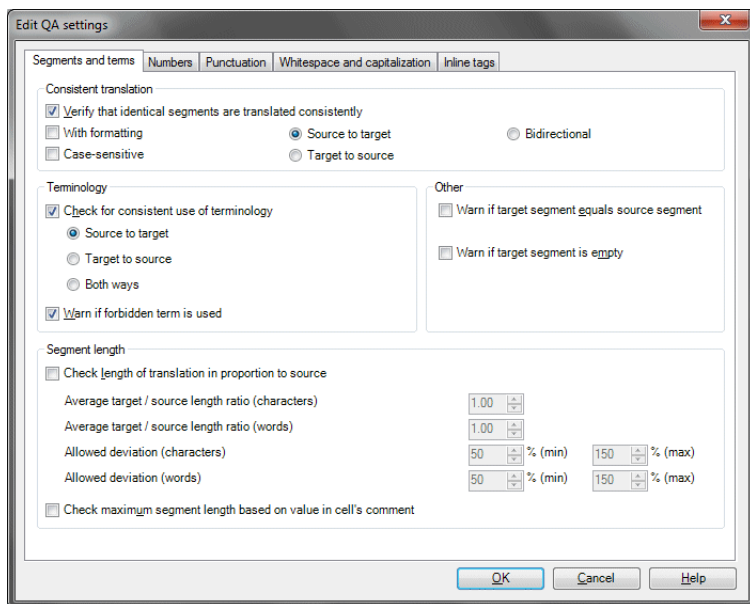 Edit QA settings
Segments and terms Numbers Punctuation Whitespace and capitalization Inline tags
Consistent translation
Verify that identical segments are translated consistently
With formatting Source to target Bidirectional
Case-sensitive Target to source
Terminology Other
Check for consistent use of terminology Warn if target segment equals source segment
Source to target
Target to source Warn if target segment is empty
Both ways
Warn if forbidden term is used
Segment length
Check length of translation in proportion to source
Average target / source length ratio (characters) 1.00
Average target / source length ratio (words) 1.00
Allowed deviation (characters) 50 % (min) 150 % (max)
Allowed deviation (words) 50 % (min) 150 % (max)
Check maximum segment length based on value in cell's comment
OK Cancel Help